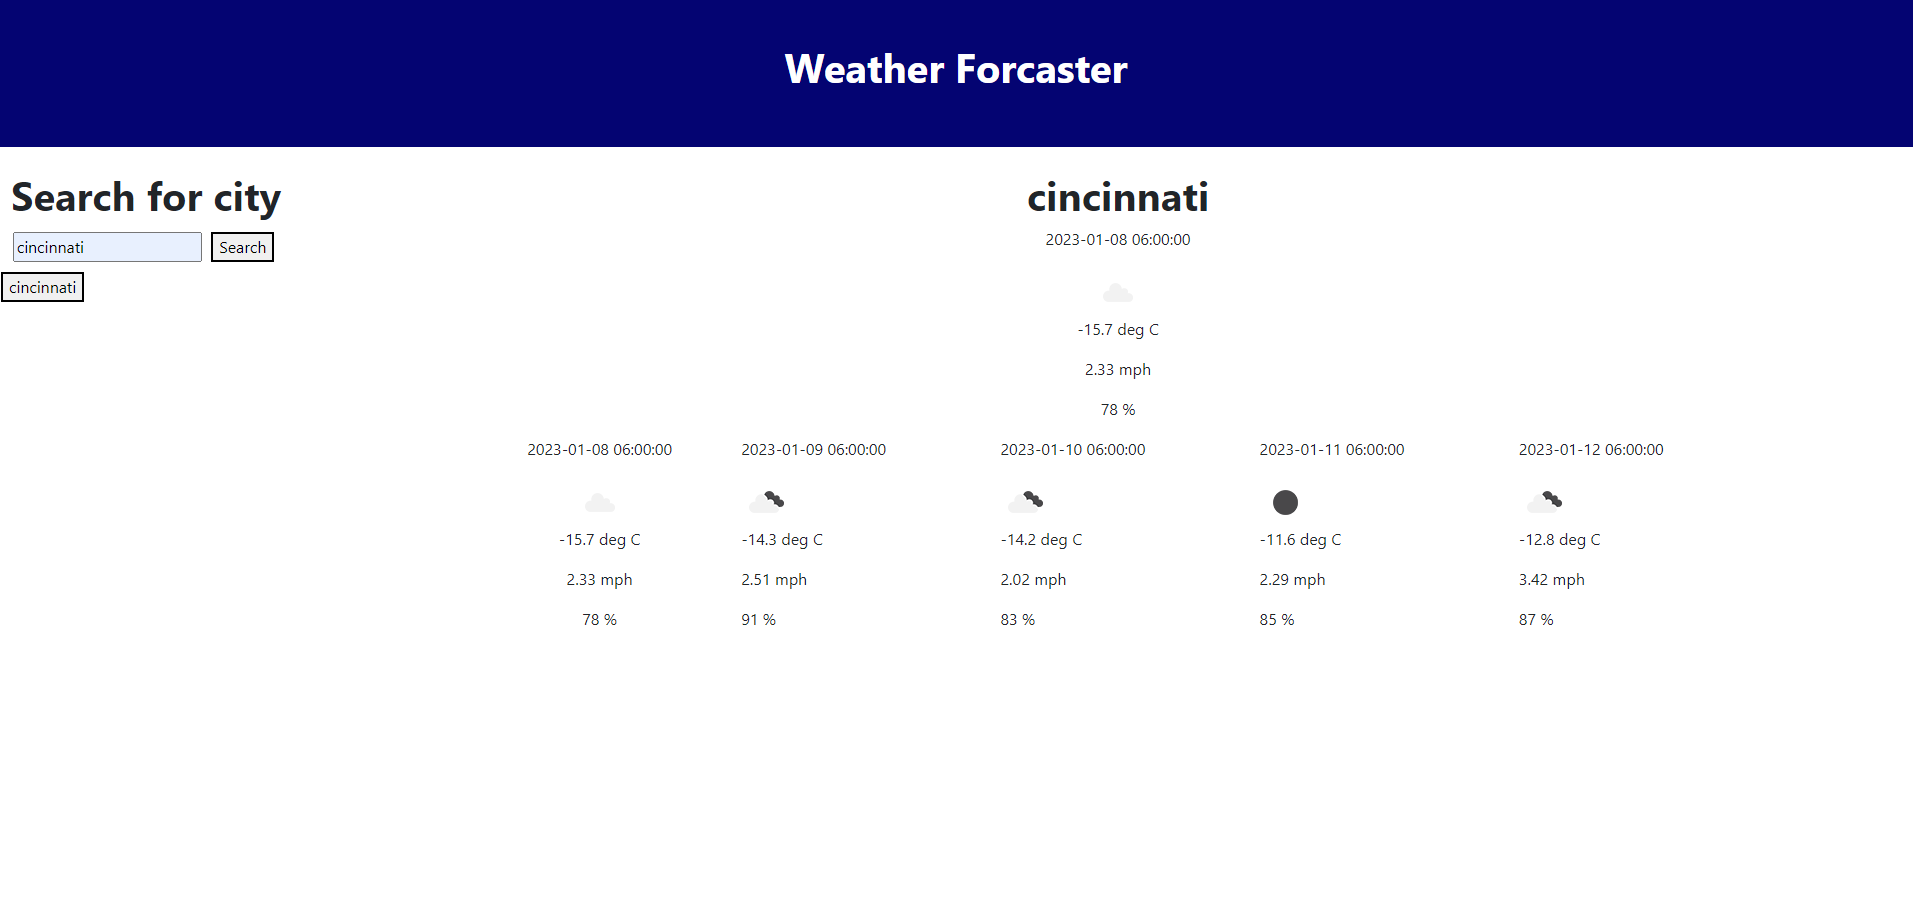 Weather Forcaster
Search for city
cincinnati
Search
cincinnati
cincinnati
2023-01-08 06:00:00
-15.7 deg C
2.33 mph
78 %
2023-01-08 06:00:00
-15.7 deg C
2.33 mph
78 %
2023-01-09 06:00:00
-14.3 deg C
2.51 mph
91 %
2023-01-10 06:00:00
-14.2 deg C
2.02 mph
83 %
2023-01-11 06:00:00
-11.6 deg C
2.29 mph
85 %
2023-01-12 06:00:00
-12.8 deg C
3.42 mph
87 %